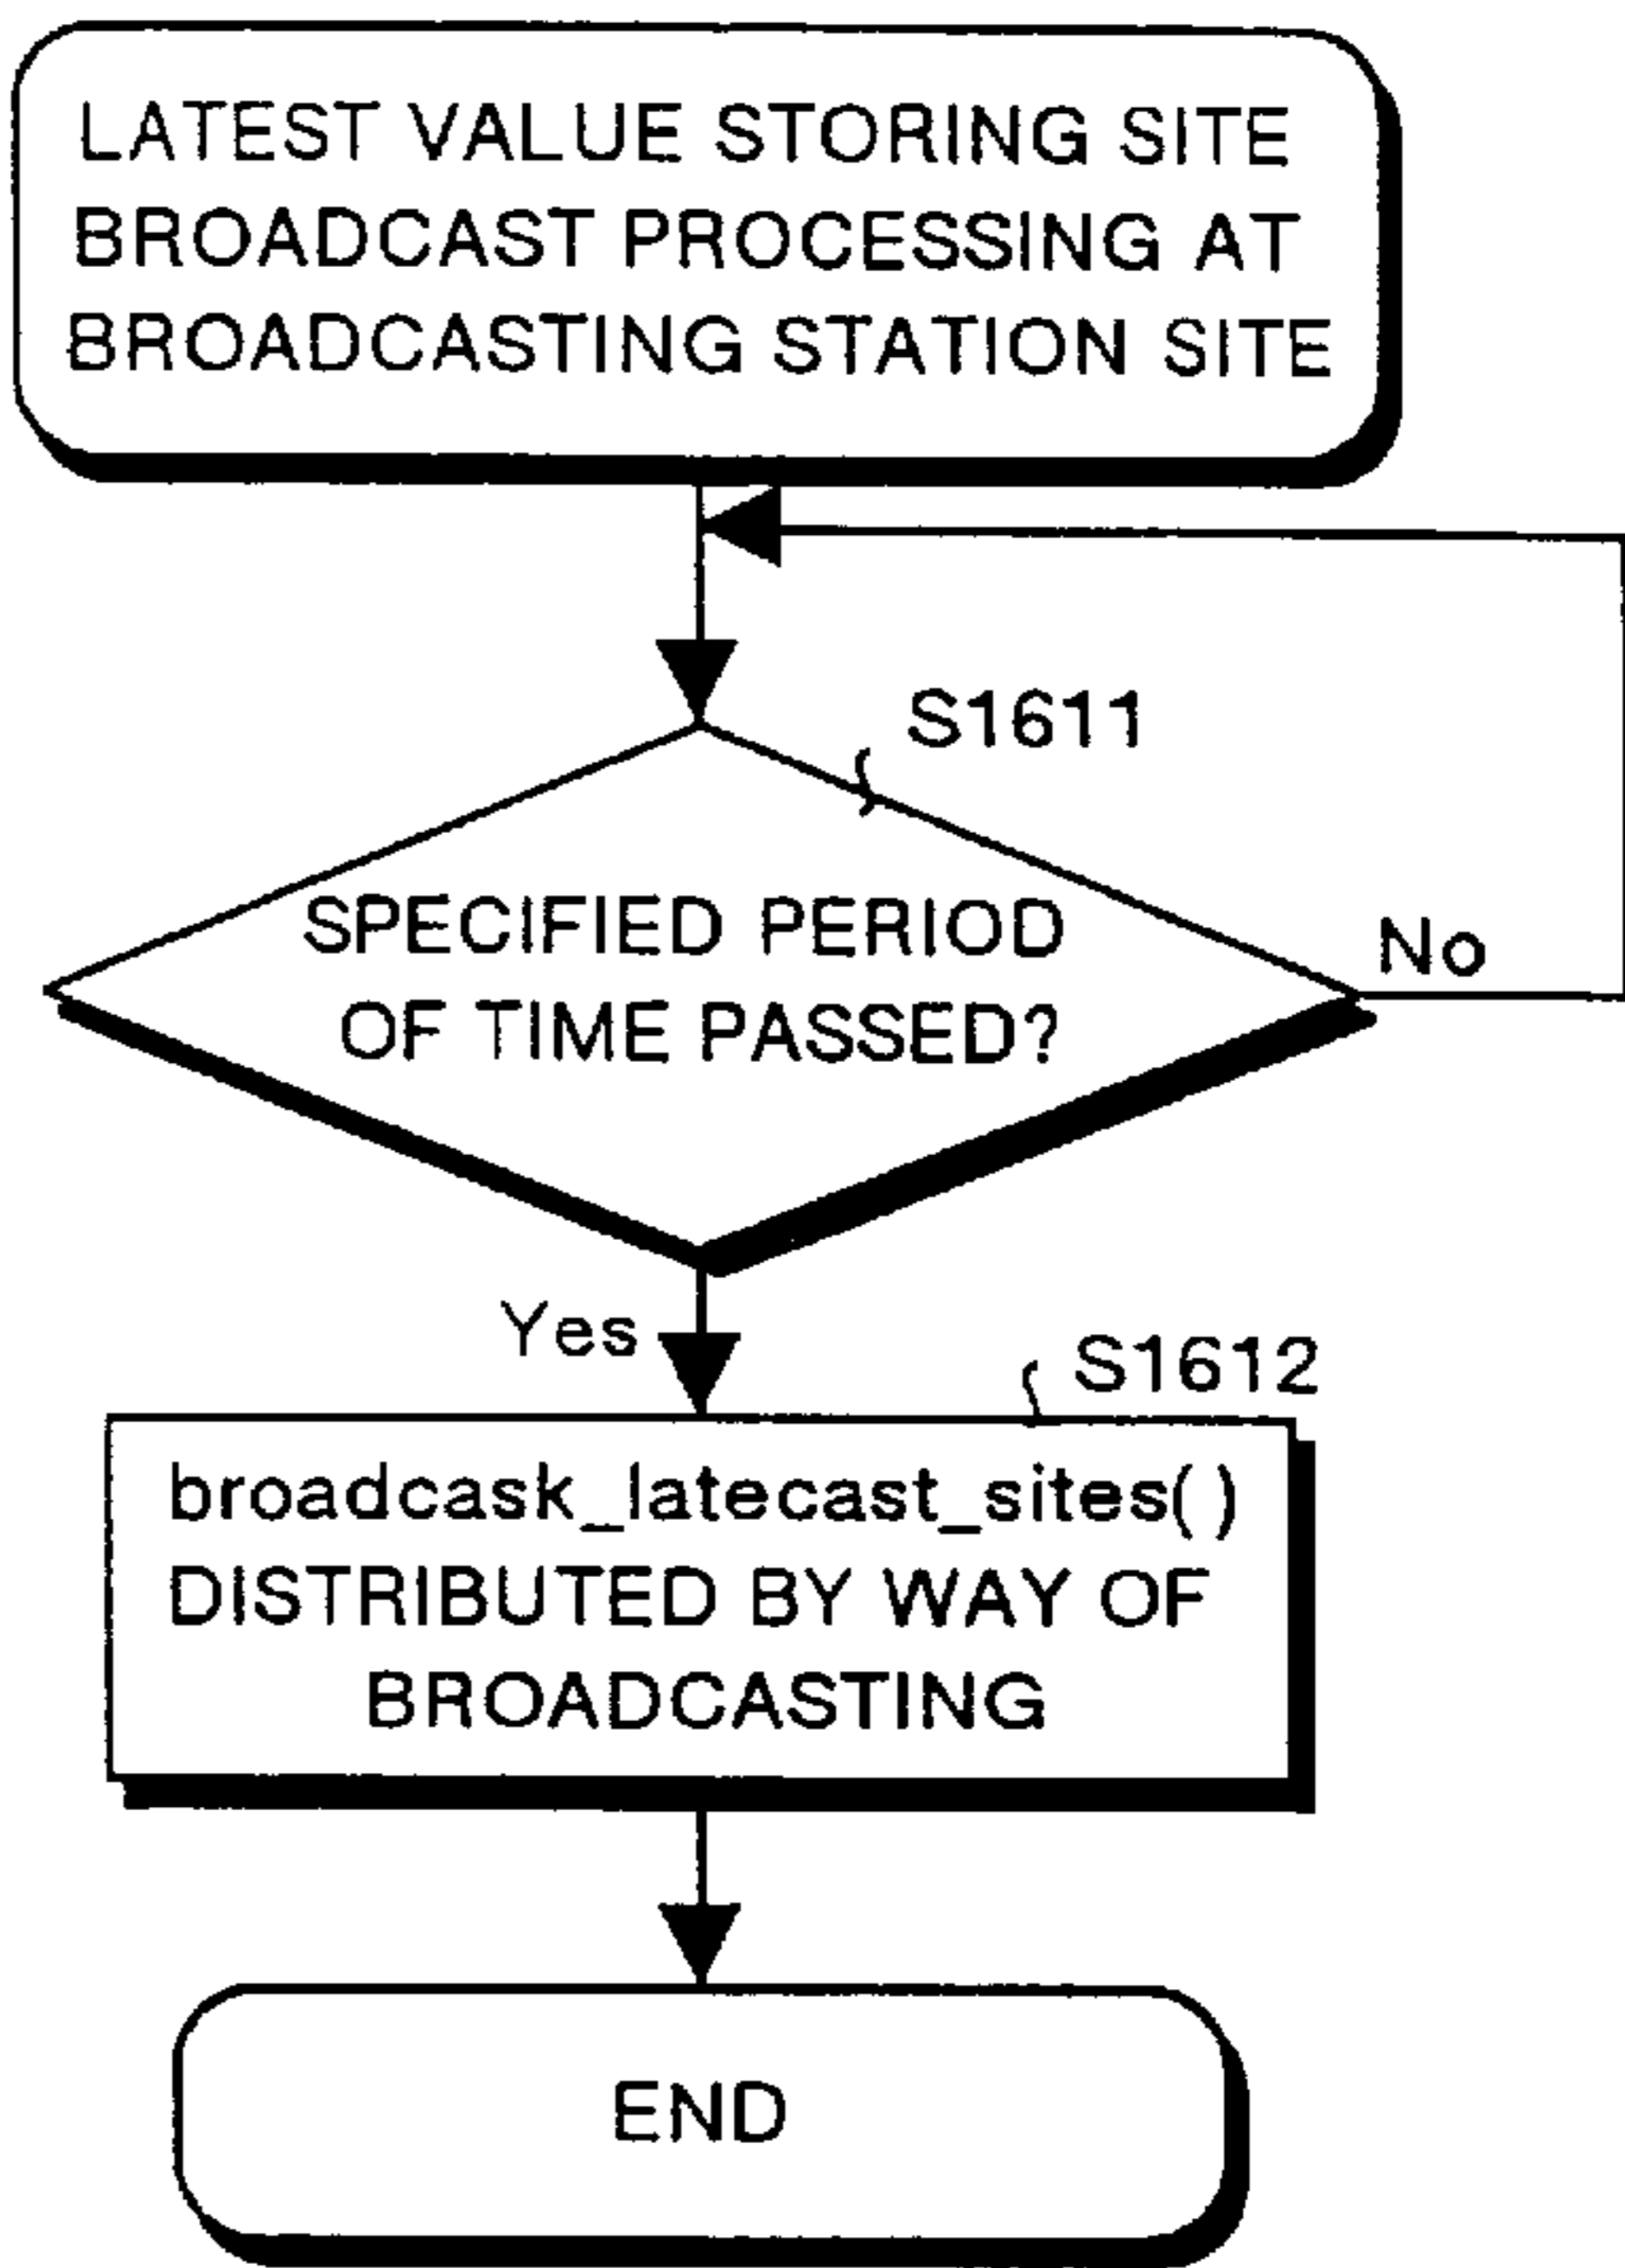 LATEST VALUE STORING SITE
BROADCAST PROCESSING AT
BROADCASTING STATION SITE
S1611
SPECIFIED PERIOD
OF TIME PASSED?
No
Yes
S1612
broadcask_latecast_sites()
DISTRIBUTED BY WAY OF
BROADCASTING
END